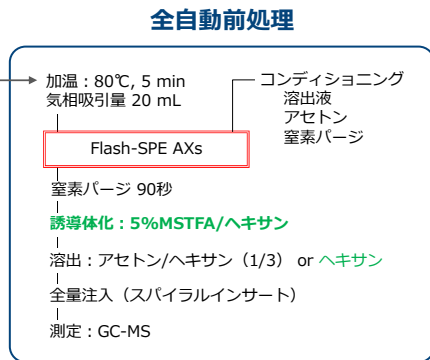 全自動前処理
加温：80℃, 5 min
気相吸引量 20 mL
コンディショニング
溶出液
アセトン
窒素パージ
Flash-SPE AXs
窒素パージ 90秒
誘導体化：5%MSTFA/ヘキサン
溶出：アセトン/ヘキサン（1/3） or ヘキサン
全量注入（スパイラルインサート）
測定：GC-MS